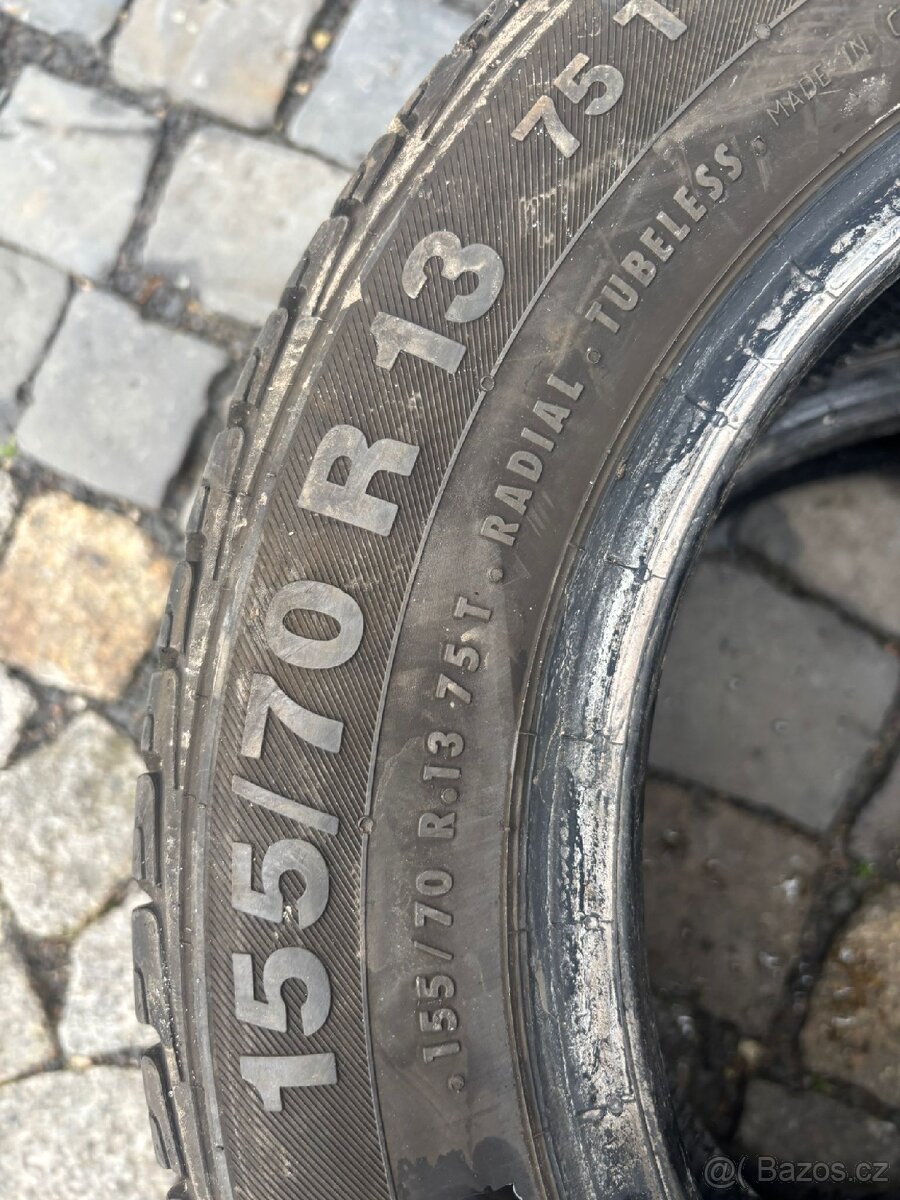 155/70 R 13 75 T
• 155/70 R.13 75 T • RADIAL • TUBELESS • MADE IN
@( Bazos.cz